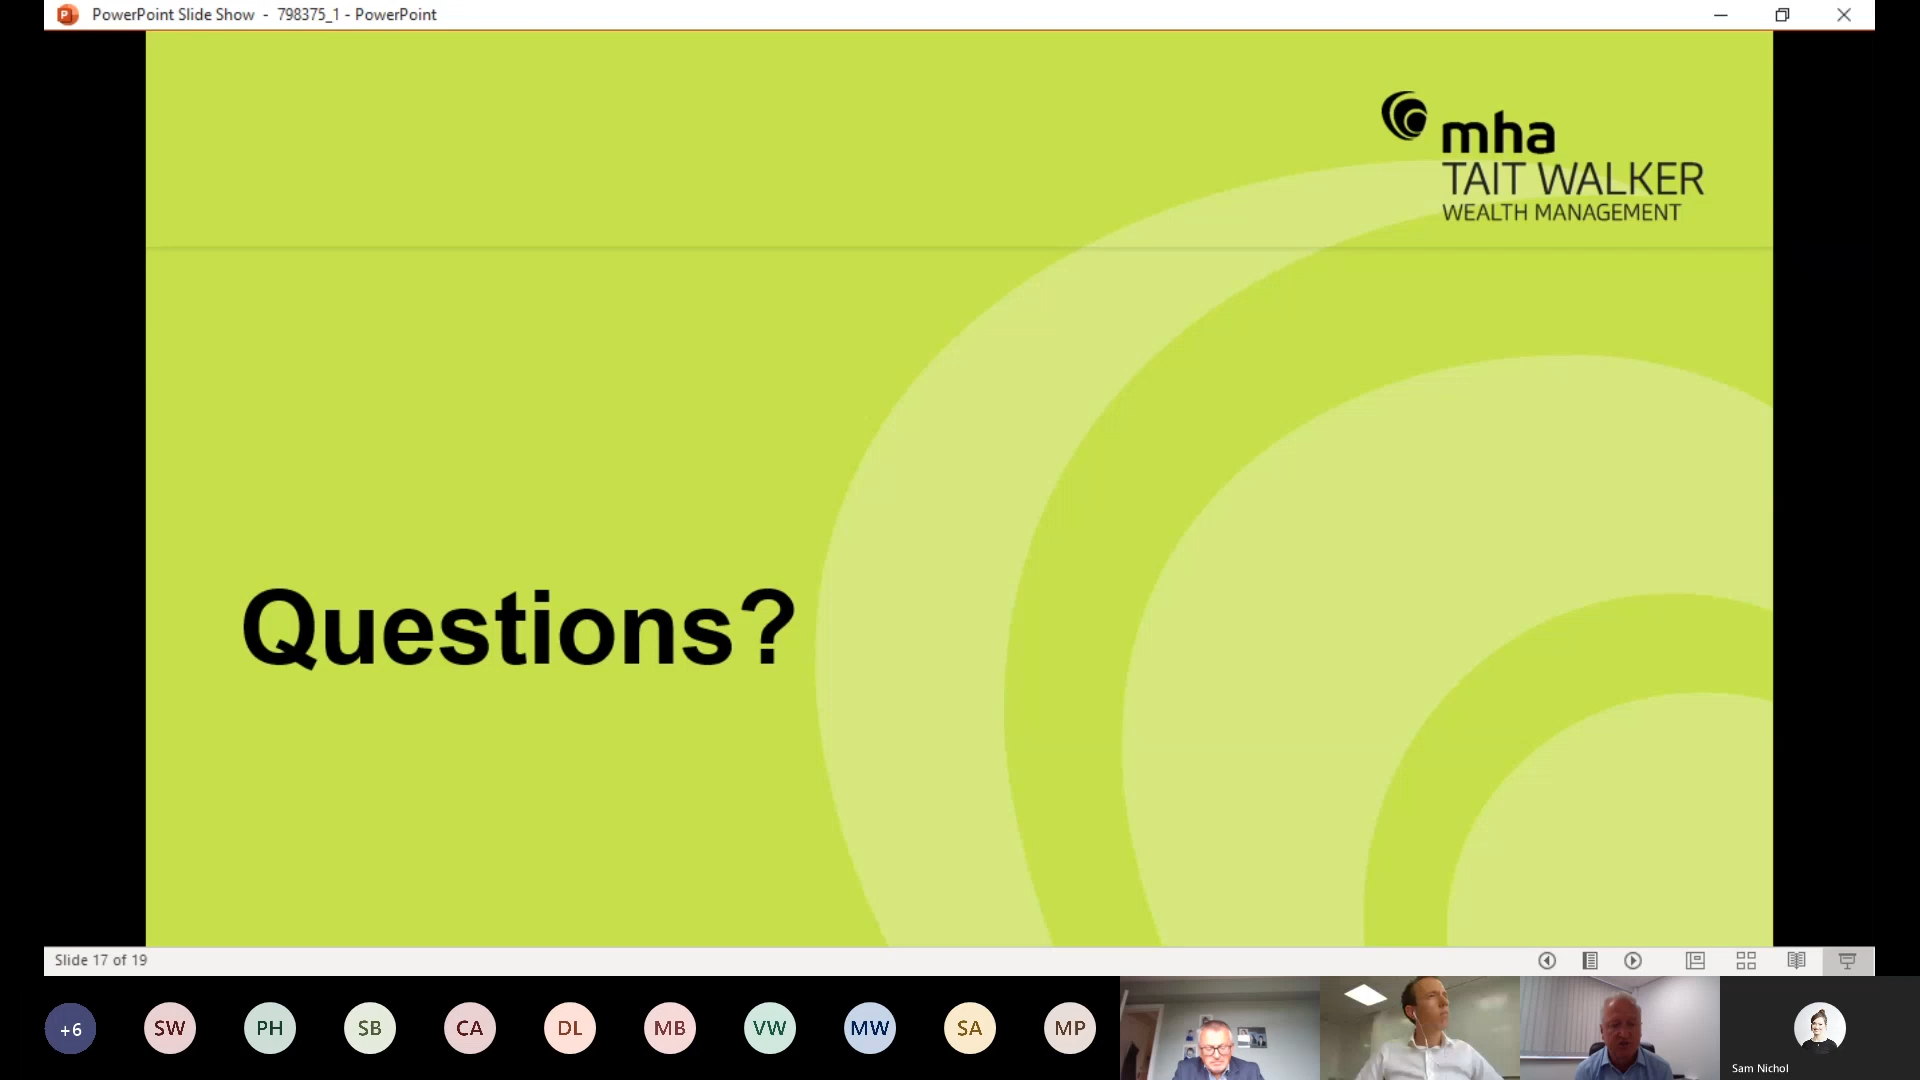 PowerPoint Slide Show - 798375_1 - PowerPoint
mha
TAIT WALKER
WEALTH MANAGEMENT
Questions?
Slide 17 of 19
+6
SW
PH
SB
CA
DL
MB
VW
MW
SA
MP
Sam Nichol